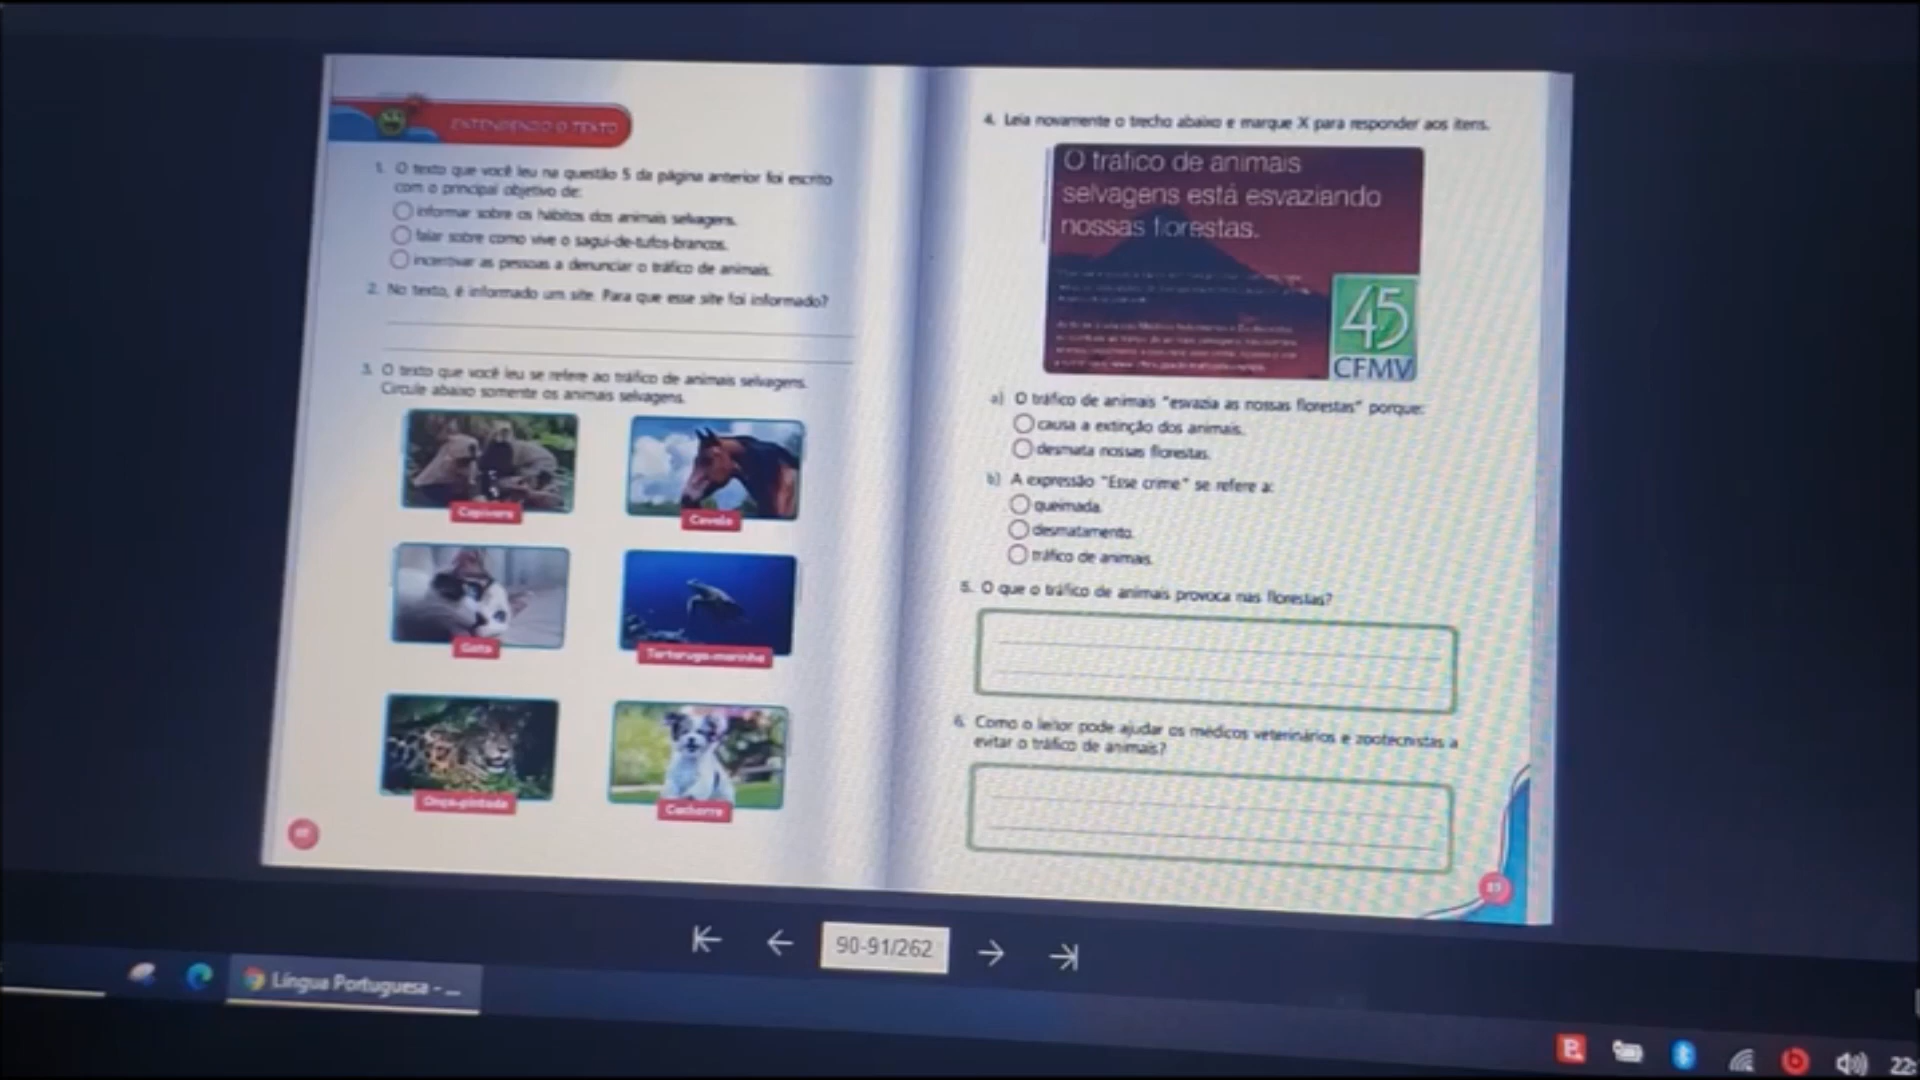 ENTENDENDO O TEXTO
1. O texto que você leu na questão 5 da página anterior foi escrito
com o principal objetivo de:
informar sobre os hábitos dos animais selvagens.
falar sobre como vive o sagui-de-tufos-brancos.
incentivar as pessoas a denunciar o tráfico de animais.
2. No texto, é informado um site. Para que esse site foi informado?
3. O texto que você leu se refere ao tráfico de animais selvagens.
Circule abaixo somente os animais selvagens.
Capivara
Cavalo
Gato
Tartaruga-marinha
Onça-pintada
Cachorro
4. Leia novamente o trecho abaixo e marque X para responder aos itens.
O tráfico de animais
selvagens está esvaziando
nossas florestas.
45
CFMV
a) O tráfico de animais "esvazia as nossas florestas" porque:
causa a extinção dos animais.
desmata nossas florestas.
b) A expressão "Esse crime" se refere a:
queimada.
desmatamento.
tráfico de animais.
5. O que o tráfico de animais provoca nas florestas?
6. Como o leitor pode ajudar os médicos veterinários e zootecnistas a
evitar o tráfico de animais?
87
90-91/262
Língua Portuguesa - ...
22: